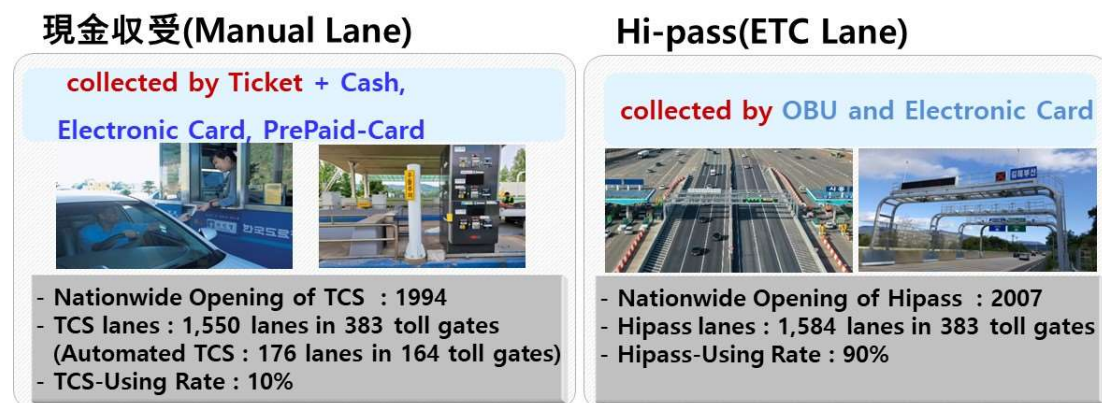 現金収受(Manual Lane)
collected by Ticket + Cash,
Electronic Card, PrePaid-Card
- Nationwide Opening of TCS : 1994
- TCS lanes : 1,550 lanes in 383 toll gates
(Automated TCS : 176 lanes in 164 toll gates)
- TCS-Using Rate : 10%
Hi-pass(ETC Lane)
collected by OBU and Electronic Card
- Nationwide Opening of Hipass : 2007
- Hipass lanes : 1,584 lanes in 383 toll gates
- Hipass-Using Rate : 90%